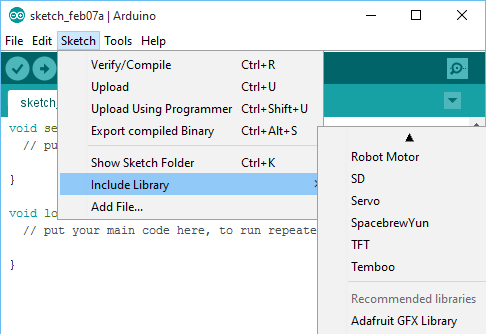 sketch_feb07a | Arduino
File Edit Sketch Tools Help
Verify/Compile Ctrl+R
Upload Ctrl+U
Upload Using Programmer Ctrl+Shift+U
Export compiled Binary Ctrl+Alt+S
Show Sketch Folder Ctrl+K
Include Library
Add File...
Robot Motor
SD
Servo
SpacebrewYun
TFT
Temboo
Recommended libraries
Adafruit GFX Library
sketch_
void se
// pu
}
void lo
// put your main code here, to run repeate
}